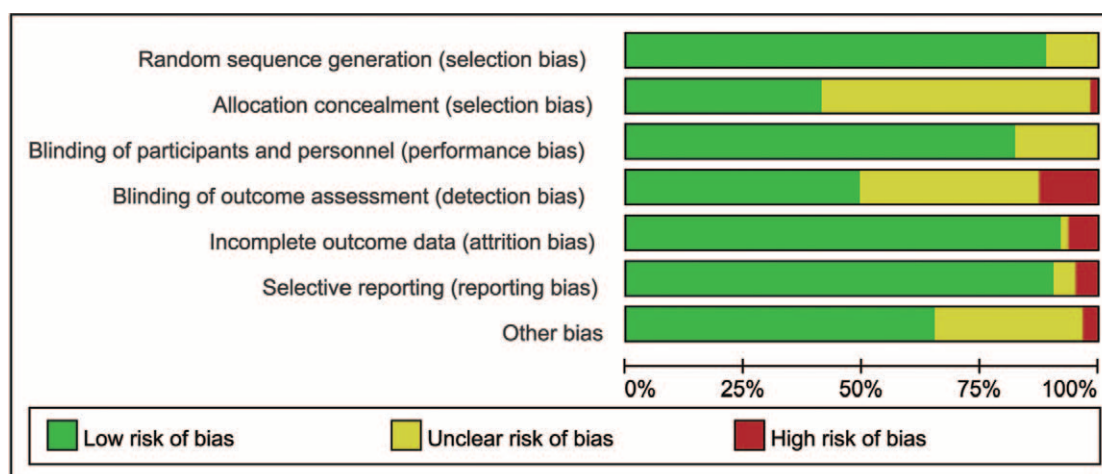 Random sequence generation (selection bias)
Allocation concealment (selection bias)
Blinding of participants and personnel (performance bias)
Blinding of outcome assessment (detection bias)
Incomplete outcome data (attrition bias)
Selective reporting (reporting bias)
Other bias
0% 25% 50% 75% 100%
Low risk of bias Unclear risk of bias High risk of bias